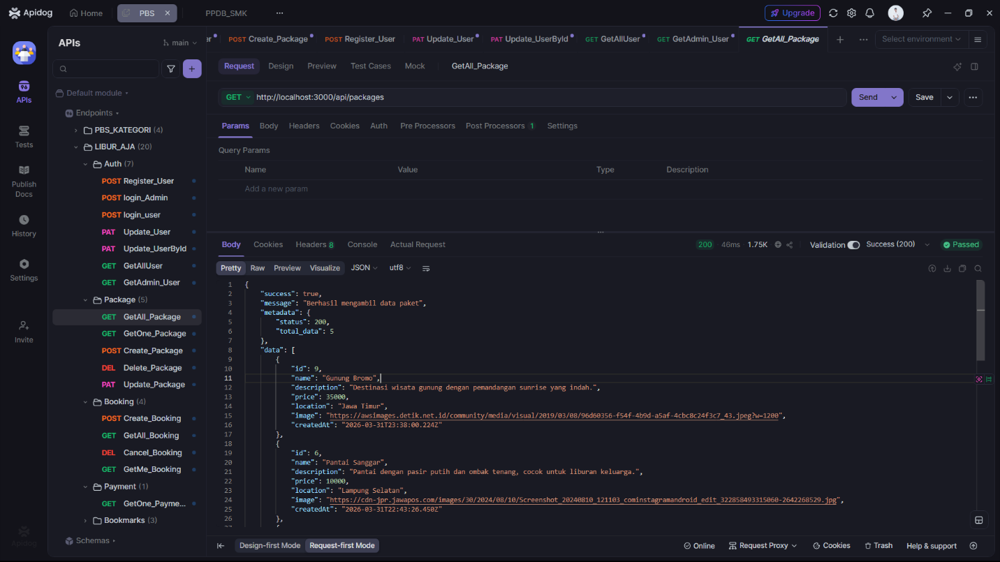 Apidog Home PBS PPDB_SMK ... Upgrade
er POST Create_Package POST Register_User PAT Update_User PAT Update_UserById GET GetAllUser GET GetAdmin_User GET GetAll_Package Select environment
APIs main
Request Design Preview Test Cases Mock GetAll_Package
GET http://localhost:3000/api/packages Send Save
Params Body Headers Cookies Auth Pre Processors Post Processors 1 Settings
Query Params
Name Value Type Description
Add a new param
APIs
Tests
Publish
Docs
History
Settings
Invite
Apidog
Default module
Endpoints
PBS_KATEGORI (4)
LIBUR_AJA (20)
Auth (7)
POST Register_User
POST login_Admin
POST login_user
PAT Update_User
PAT Update_UserById
GET GetAllUser
GET GetAdmin_User
Package (5)
GET GetAll_Package
GET GetOne_Package
POST Create_Package
DEL Delete_Package
PAT Update_Package
Booking (4)
POST Create_Booking
GET GetAll_Booking
DEL Cancel_Booking
GET GetMe_Booking
Payment (1)
GET GetOne_Payme...
Bookmarks (3)
Schemas
Body Cookies Headers 8 Console Actual Request 200 46ms 1.75K Validation Success (200) Passed
Pretty Raw Preview Visualize JSON utf8
1 {
2 "success": true,
3 "message": "Berhasil mengambil data paket",
4 "metadata": {
5 "status": 200,
6 "total_data": 5
7 },
8 "data": [
9 {
10 "id": 9,
11 "name": "Gunung Bromo",
12 "description": "Destinasi wisata gunung dengan pemandangan sunrise yang indah.",
13 "price": 35000,
14 "location": "Jawa Timur",
15 "image": "https://awsimages.detik.net.id/community/media/visual/2019/03/08/96d60356-f54f-4b9d-a5af-4cbc8c24f3c7_43.jpeg?w=1200",
16 "createdAt": "2026-03-31T23:38:00.224Z"
17 },
18 {
19 "id": 6,
20 "name": "Pantai Sanggar",
21 "description": "Pantai dengan pasir putih dan ombak tenang, cocok untuk liburan keluarga.",
22 "price": 10000,
23 "location": "Lampung Selatan",
24 "image": "https://cdn-jpr.jawapos.com/images/30/2024/08/10/Screenshot_20240810_121103_cominstagramandroid_edit_322858493315060-2642268529.jpg",
25 "createdAt": "2026-03-31T22:43:26.450Z"
26 },
27 {
Design-first Mode Request-first Mode Online Request Proxy Cookies Trash Help & support